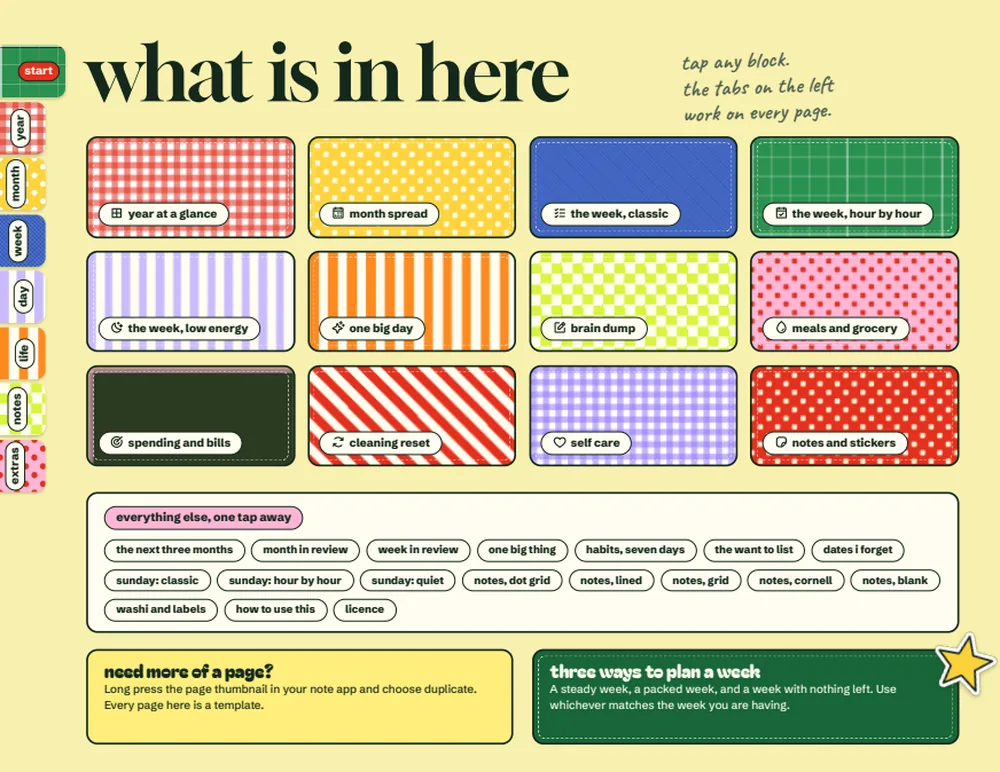 what is in here
tap any block.
the tabs on the left
work on every page.
start
year
month
week
day
life
notes
extras
year at a glance
month spread
the week, classic
the week, hour by hour
the week, low energy
one big day
brain dump
meals and grocery
spending and bills
cleaning reset
self care
notes and stickers
everything else, one tap away
the next three months
month in review
week in review
one big thing
habits, seven days
the want to list
dates i forget
sunday: classic
sunday: hour by hour
sunday: quiet
notes, dot grid
notes, lined
notes, grid
notes, cornell
notes, blank
washi and labels
how to use this
licence
need more of a page?
Long press the page thumbnail in your note app and choose duplicate.
Every page here is a template.
three ways to plan a week
A steady week, a packed week, and a week with nothing left. Use
whichever matches the week you are having.